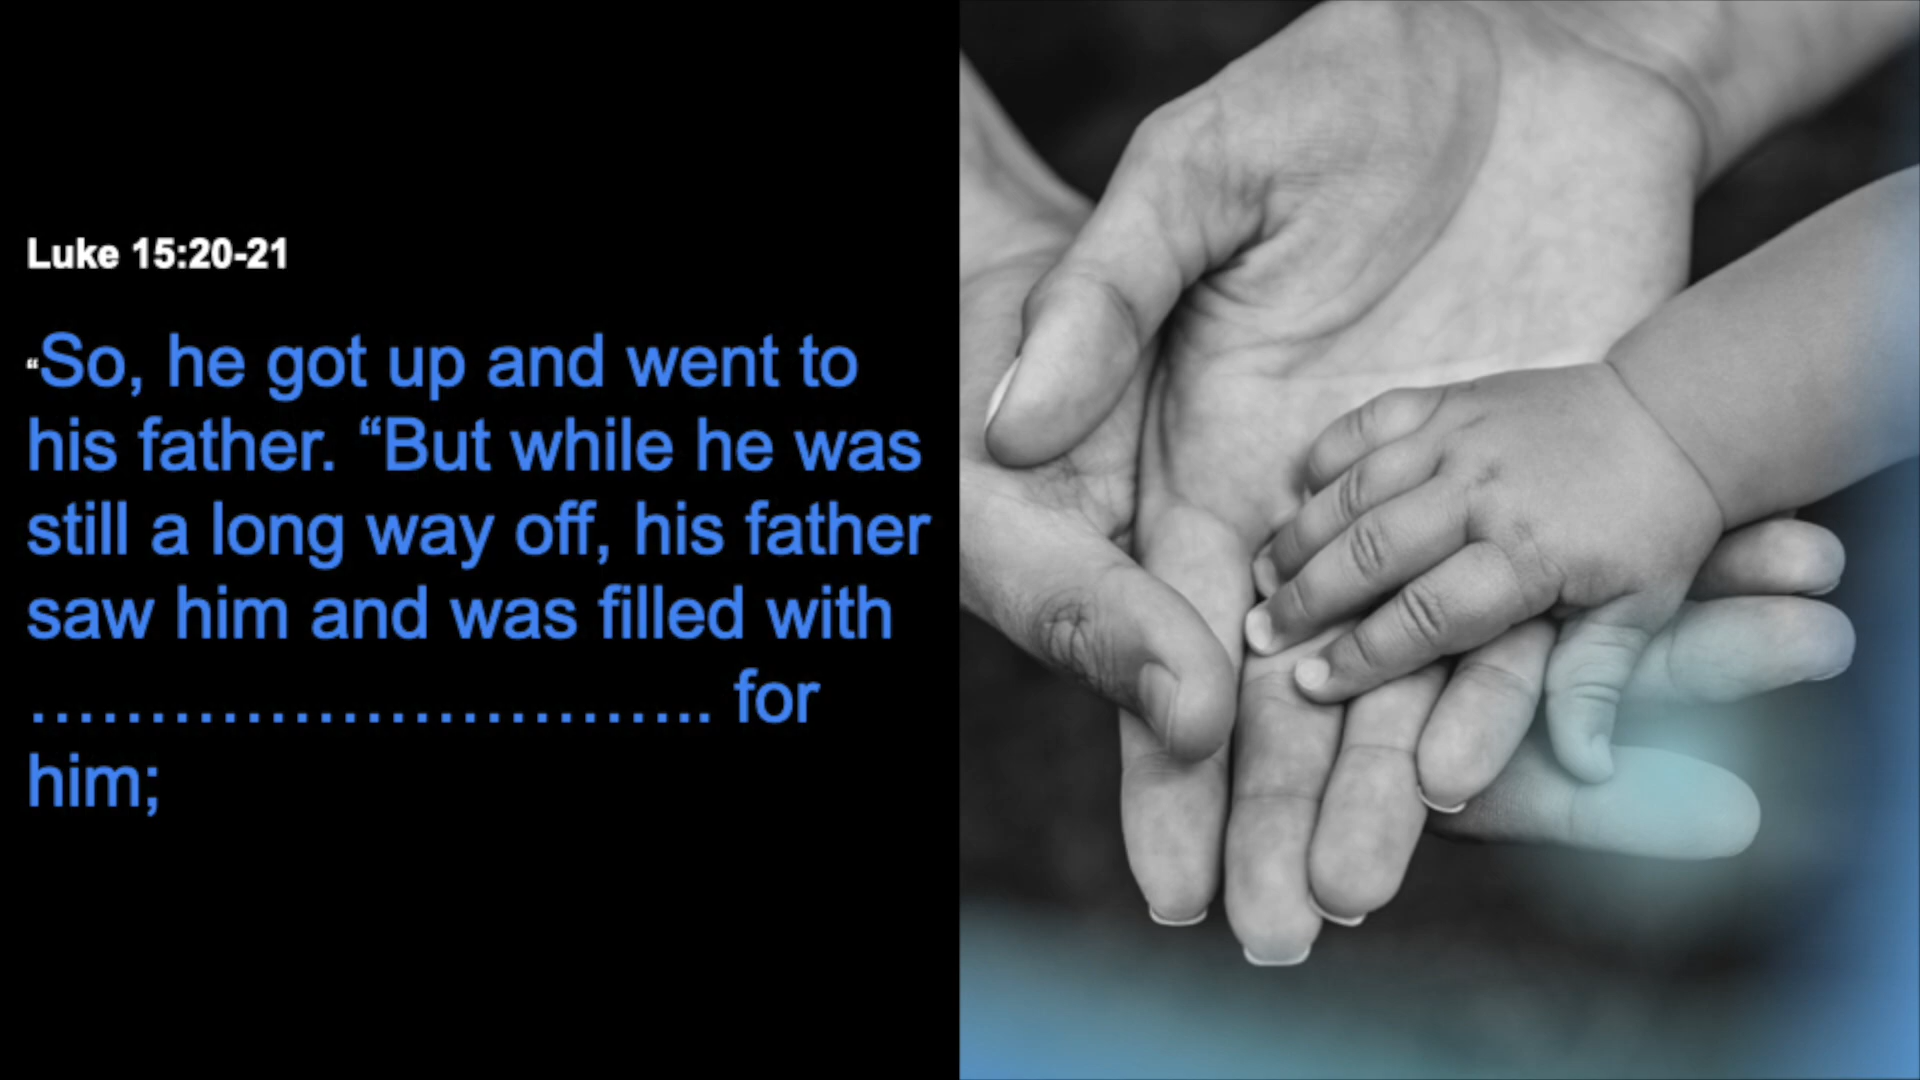 Luke 15:20-21
“So, he got up and went to
his father. “But while he was
still a long way off, his father
saw him and was filled with
…………………………. for
him;